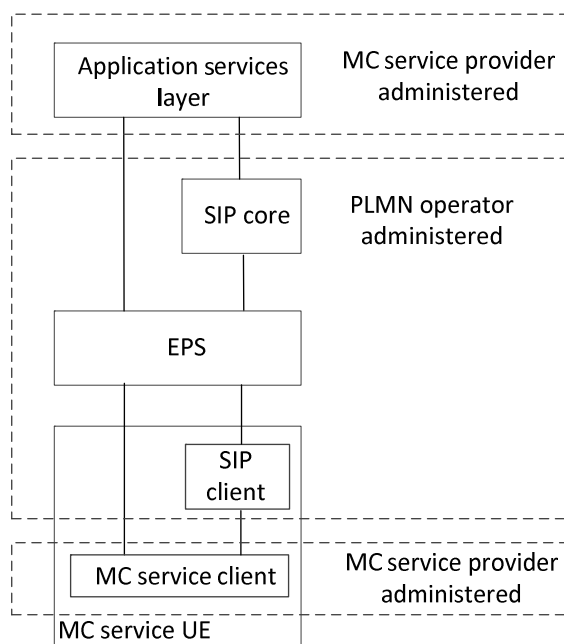 Application services
layer
MC service provider
administered
SIP core
PLMN operator
administered
EPS
SIP
client
MC service client
MC service provider
administered
MC service UE